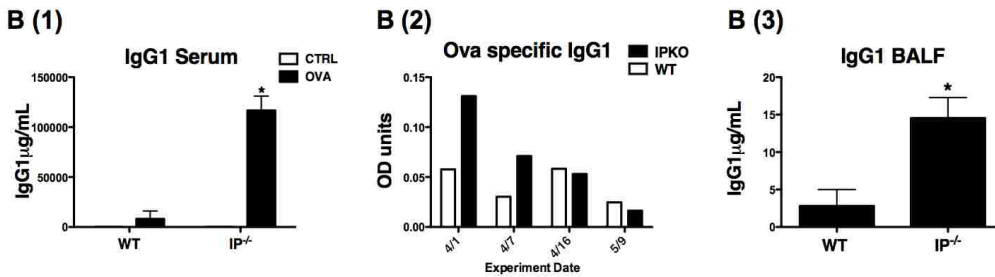 B (1)
IgG1 Serum
CTRL
OVA
IgG1µg/mL
150000
100000
50000
0
*
WT
IP-/-
B (2)
Ova specific IgG1
IPKO
WT
OD units
0.15
0.10
0.05
0.00
4/1
4/7
4/16
5/9
Experiment Date
B (3)
IgG1 BALF
IgG1µg/mL
20
15
10
5
0
*
WT
IP-/-